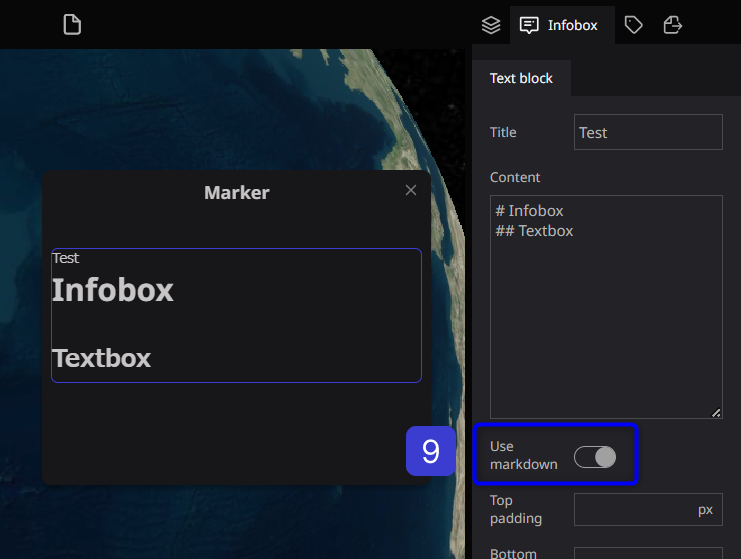 Infobox
Text block
Title
Test
Content
# Infobox
## Textbox
Marker
Test
Infobox
Textbox
9
Use
markdown
Top
padding
px
Bottom